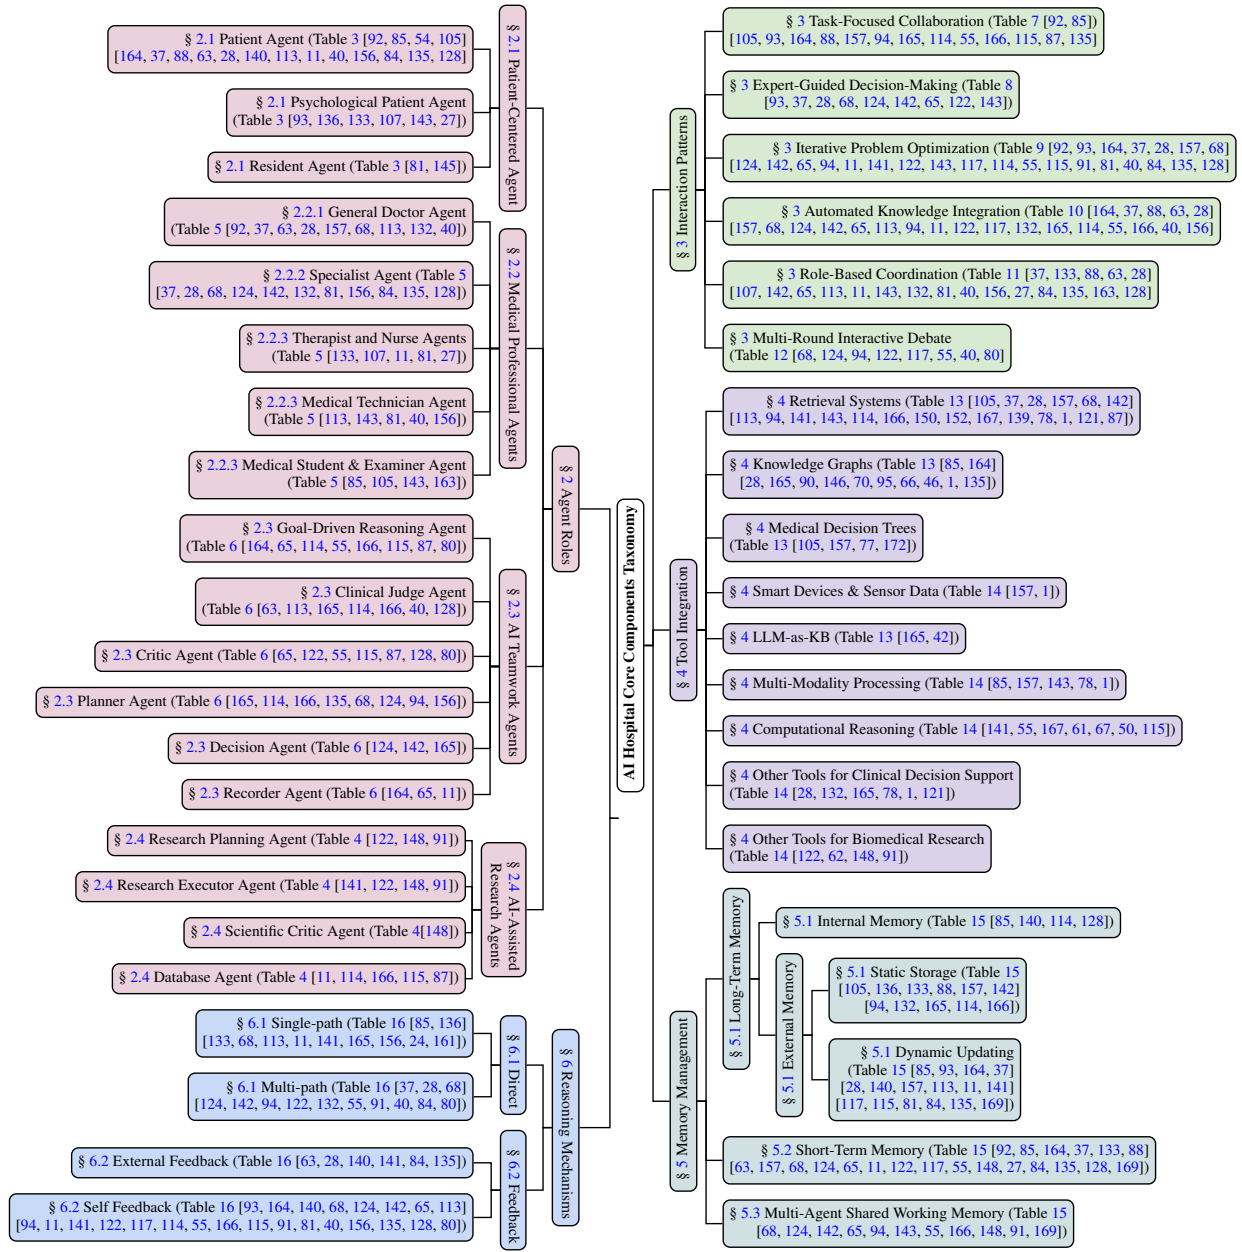 § 2.1 Patient Agent (Table 3 [92, 85, 54, 105]
[164, 37, 88, 63, 28, 140, 113, 11, 40, 156, 84, 135, 128]
§ 2.1 Psychological Patient Agent
(Table 3 [93, 136, 133, 107, 143, 27])
§ 2.1 Resident Agent (Table 3 [81, 145])
§ 2.1 Patient-Centered Agent
§ 2.2.1 General Doctor Agent
(Table 5 [92, 37, 63, 28, 157, 68, 113, 132, 40])
§ 2.2.2 Specialist Agent (Table 5
[37, 28, 68, 124, 142, 132, 81, 156, 84, 135, 128])
§ 2.2.3 Therapist and Nurse Agents
(Table 5 [133, 107, 11, 81, 27])
§ 2.2.3 Medical Technician Agent
(Table 5 [113, 143, 81, 40, 156])
§ 2.2.3 Medical Student & Examiner Agent
(Table 5 [85, 105, 143, 163])
§ 2.2 Medical Professional Agents
§ 2.3 Goal-Driven Reasoning Agent
(Table 6 [164, 65, 114, 55, 166, 115, 87, 80])
§ 2.3 Clinical Judge Agent
(Table 6 [63, 113, 165, 114, 166, 40, 128])
§ 2.3 Critic Agent (Table 6 [65, 122, 55, 115, 87, 128, 80])
§ 2.3 Planner Agent (Table 6 [165, 114, 166, 135, 68, 124, 94, 156])
§ 2.3 Decision Agent (Table 6 [124, 142, 165])
§ 2.3 Recorder Agent (Table 6 [164, 65, 11])
§ 2.3 AI Teamwork Agents
§ 2.4 Research Planning Agent (Table 4 [122, 148, 91])
§ 2.4 Research Executor Agent (Table 4 [141, 122, 148, 91])
§ 2.4 Scientific Critic Agent (Table 4[148])
§ 2.4 Database Agent (Table 4 [11, 114, 166, 115, 87])
§ 2.4 AI-Assisted
Research Agents
§ 2 Agent Roles
§ 6.1 Single-path (Table 16 [85, 136]
[133, 68, 113, 11, 141, 165, 156, 24, 161])
§ 6.1 Multi-path (Table 16 [37, 28, 68]
[124, 142, 94, 122, 132, 55, 91, 40, 84, 80])
§ 6.1 Direct
§ 6.2 External Feedback (Table 16 [63, 28, 140, 141, 84, 135])
§ 6.2 Self Feedback (Table 16 [93, 164, 140, 68, 124, 142, 65, 113]
[94, 11, 141, 122, 117, 114, 55, 166, 115, 91, 81, 40, 156, 135, 128, 80])
§ 6.2 Feedback
§ 6 Reasoning Mechanisms
AI Hospital Core Components Taxonomy
§ 3 Interaction Patterns
§ 3 Task-Focused Collaboration (Table 7 [92, 85])
[105, 93, 164, 88, 157, 94, 165, 114, 55, 166, 115, 87, 135]
§ 3 Expert-Guided Decision-Making (Table 8
[93, 37, 28, 68, 124, 142, 65, 122, 143])
§ 3 Iterative Problem Optimization (Table 9 [92, 93, 164, 37, 28, 157, 68]
[124, 142, 65, 94, 11, 141, 122, 143, 117, 114, 55, 115, 91, 81, 40, 84, 135, 128]
§ 3 Automated Knowledge Integration (Table 10 [164, 37, 88, 63, 28]
[157, 68, 124, 142, 65, 113, 94, 11, 122, 117, 132, 165, 114, 55, 166, 40, 156]
§ 3 Role-Based Coordination (Table 11 [37, 133, 88, 63, 28]
[107, 142, 65, 113, 11, 143, 132, 81, 40, 156, 27, 84, 135, 163, 128]
§ 3 Multi-Round Interactive Debate
(Table 12 [68, 124, 94, 122, 117, 55, 40, 80]
§ 4 Tool Integration
§ 4 Retrieval Systems (Table 13 [105, 37, 28, 157, 68, 142]
[113, 94, 141, 143, 114, 166, 150, 152, 167, 139, 78, 1, 121, 87])
§ 4 Knowledge Graphs (Table 13 [85, 164]
[28, 165, 90, 146, 70, 95, 66, 46, 1, 135])
§ 4 Medical Decision Trees
(Table 13 [105, 157, 77, 172])
§ 4 Smart Devices & Sensor Data (Table 14 [157, 1])
§ 4 LLM-as-KB (Table 13 [165, 42])
§ 4 Multi-Modality Processing (Table 14 [85, 157, 143, 78, 1])
§ 4 Computational Reasoning (Table 14 [141, 55, 167, 61, 67, 50, 115])
§ 4 Other Tools for Clinical Decision Support
(Table 14 [28, 132, 165, 78, 1, 121])
§ 4 Other Tools for Biomedical Research
(Table 14 [122, 62, 148, 91])
§ 5 Memory Management
§ 5.1 Long-Term Memory
§ 5.1 Internal Memory (Table 15 [85, 140, 114, 128])
§ 5.1 External Memory
§ 5.1 Static Storage (Table 15
[105, 136, 133, 88, 157, 142]
[94, 132, 165, 114, 166])
§ 5.1 Dynamic Updating
(Table 15 [85, 93, 164, 37]
[28, 140, 157, 113, 11, 141]
[117, 115, 81, 84, 135, 169])
§ 5.2 Short-Term Memory (Table 15 [92, 85, 164, 37, 133, 88]
[63, 157, 68, 124, 65, 11, 122, 117, 55, 148, 27, 84, 135, 128, 169])
§ 5.3 Multi-Agent Shared Working Memory (Table 15
[68, 124, 142, 65, 94, 143, 55, 166, 148, 91, 169])